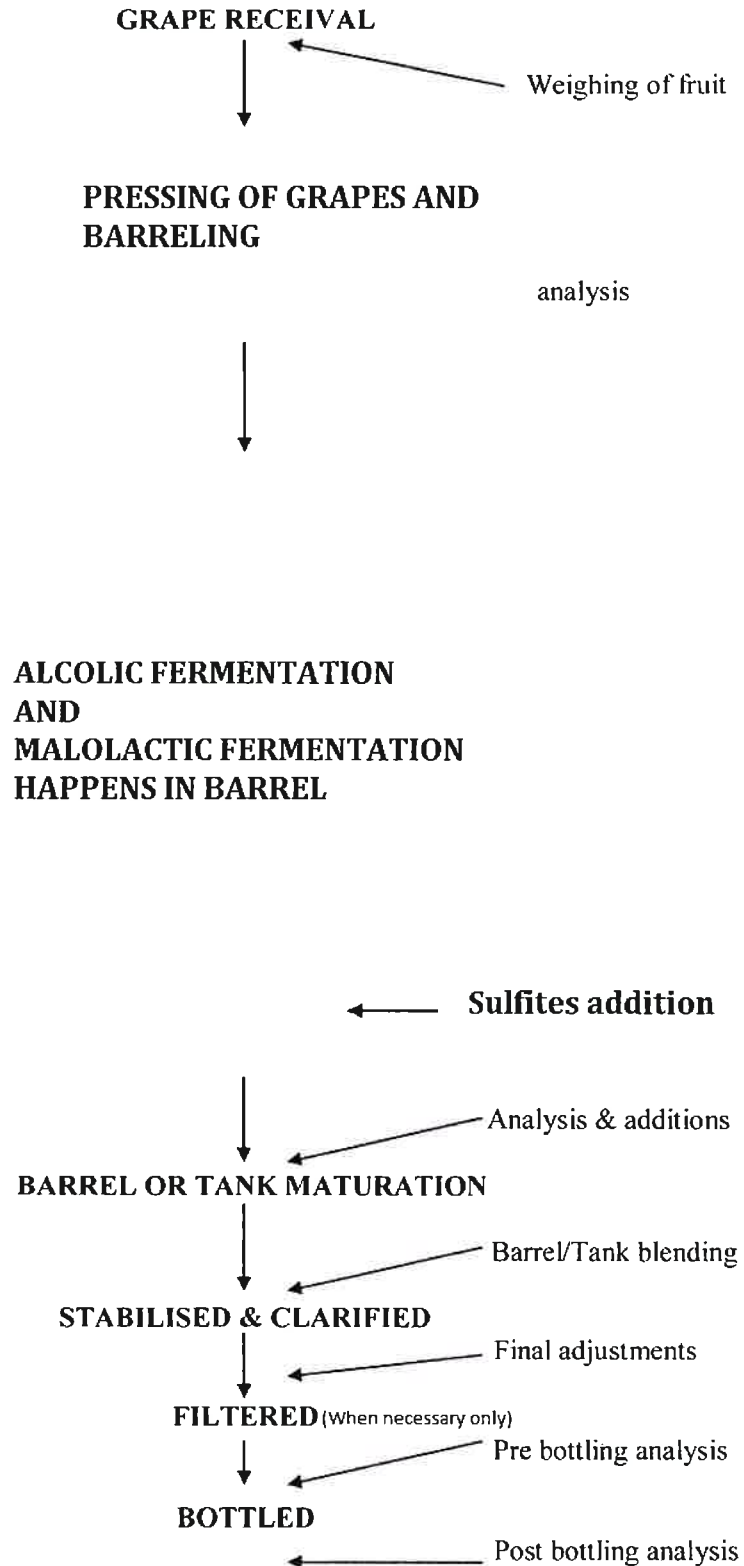 GRAPE RECEIVAL
Weighing of fruit
PRESSING OF GRAPES AND
BARRELING
analysis
ALCOLIC FERMENTATION
AND
MALOLACTIC FERMENTATION
HAPPENS IN BARREL
Sulfites addition
Analysis & additions
BARREL OR TANK MATURATION
Barrel/Tank blending
STABILISED & CLARIFIED
Final adjustments
FILTERED (When necessary only)
Pre bottling analysis
BOTTLED
Post bottling analysis